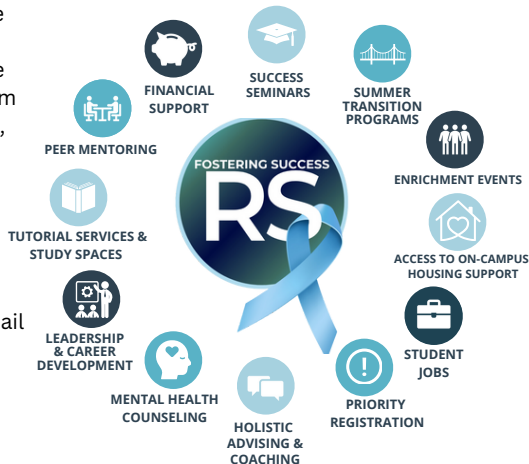 e
e
m
,
ail
SUCCESS
SEMINARS
FINANCIAL
SUPPORT
SUMMER
TRANSITION
PROGRAMS
PEER MENTORING
ENRICHMENT EVENTS
FOSTERING SUCCESS
RS
TUTORIAL SERVICES &
STUDY SPACES
ACCESS TO ON-CAMPUS
HOUSING SUPPORT
LEADERSHIP
& CAREER
DEVELOPMENT
STUDENT
JOBS
MENTAL HEALTH
COUNSELING
PRIORITY
REGISTRATION
HOLISTIC
ADVISING &
COACHING